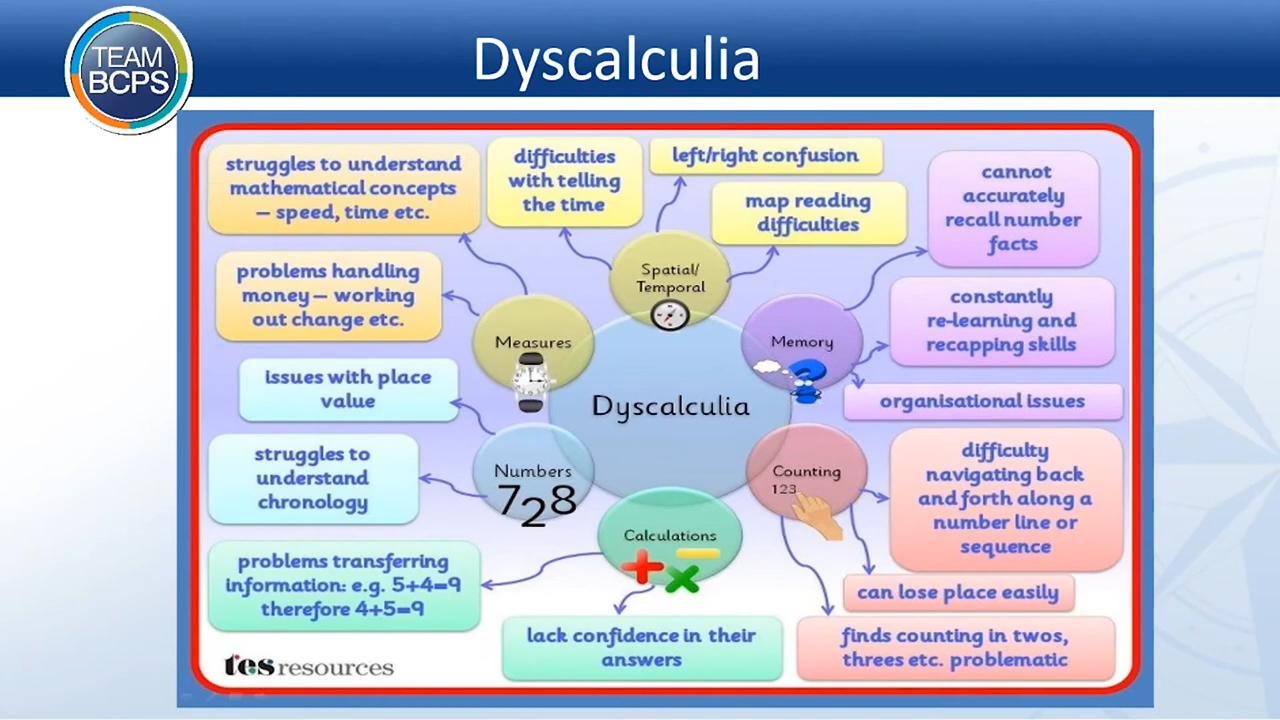 TEAM
BCPS
Dyscalculia
struggles to understand
mathematical concepts
– speed, time etc.
difficulties
with telling
the time
left/right confusion
map reading
difficulties
cannot
accurately
recall number
facts
problems handling
money – working
out change etc.
Spatial/
Temporal
constantly
re-learning and
recapping skills
Measures
Memory
issues with place
value
Dyscalculia
organisational issues
struggles to
understand
chronology
Numbers
728
Counting
123
difficulty
navigating back
and forth along a
number line or
sequence
Calculations
problems transferring
information: e.g. 5+4=9
therefore 4+5=9
can lose place easily
lack confidence in their
answers
finds counting in twos,
threes etc. problematic
tes resources